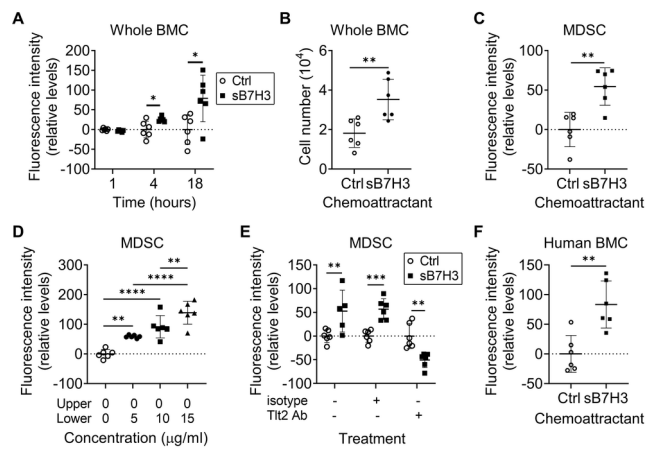 A
Whole BMC
Fluorescence intensity
(relative levels)
200
150
100
50
0
-50
-100
*
*
Ctrl
sB7H3
1 4 18
Time (hours)
B
Whole BMC
Cell number (10⁴)
6
4
2
0
**
Ctrl sB7H3
Chemoattractant
C
MDSC
Fluorescence intensity
(relative levels)
100
50
0
-50
**
Ctrl sB7H3
Chemoattractant
D
MDSC
Fluorescence intensity
(relative levels)
300
200
100
0
-100
**
****
****
**
Upper 0 0 0 0
Lower 0 5 10 15
Concentration (μg/ml)
E
MDSC
Fluorescence intensity
(relative levels)
150
100
50
0
-50
-100
**
***
**
Ctrl
sB7H3
isotype - + -
Tlt2 Ab - - +
Treatment
F
Human BMC
Fluorescence intensity
(relative levels)
150
100
50
0
-50
**
Ctrl sB7H3
Chemoattractant